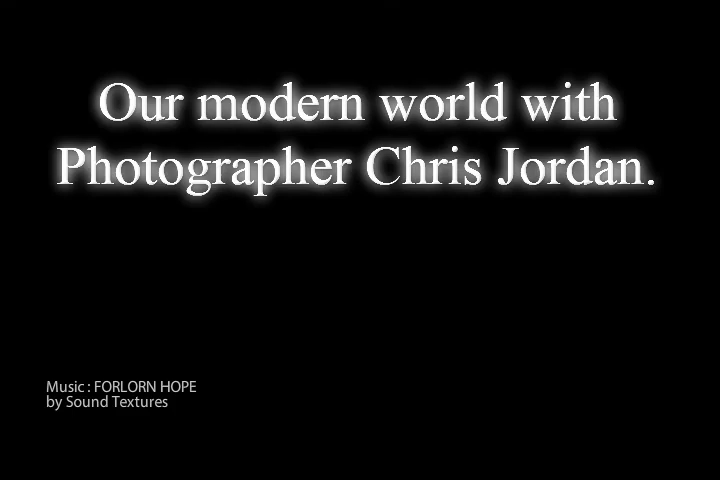 Our modern world with
Photographer Chris Jordan.
Music : FORLORN HOPE
by Sound Textures